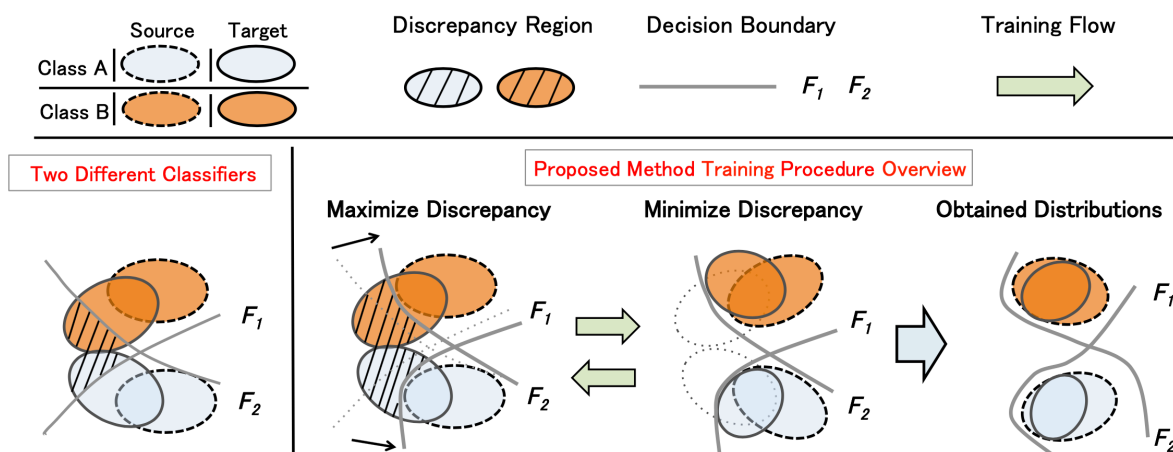 Source Target Discrepancy Region Decision Boundary Training Flow
Class A
F1 F2
Class B
Two Different Classifiers
Proposed Method Training Procedure Overview
Maximize Discrepancy Minimize Discrepancy Obtained Distributions
F1 F1 F1 F1
F2 F2 F2 F2